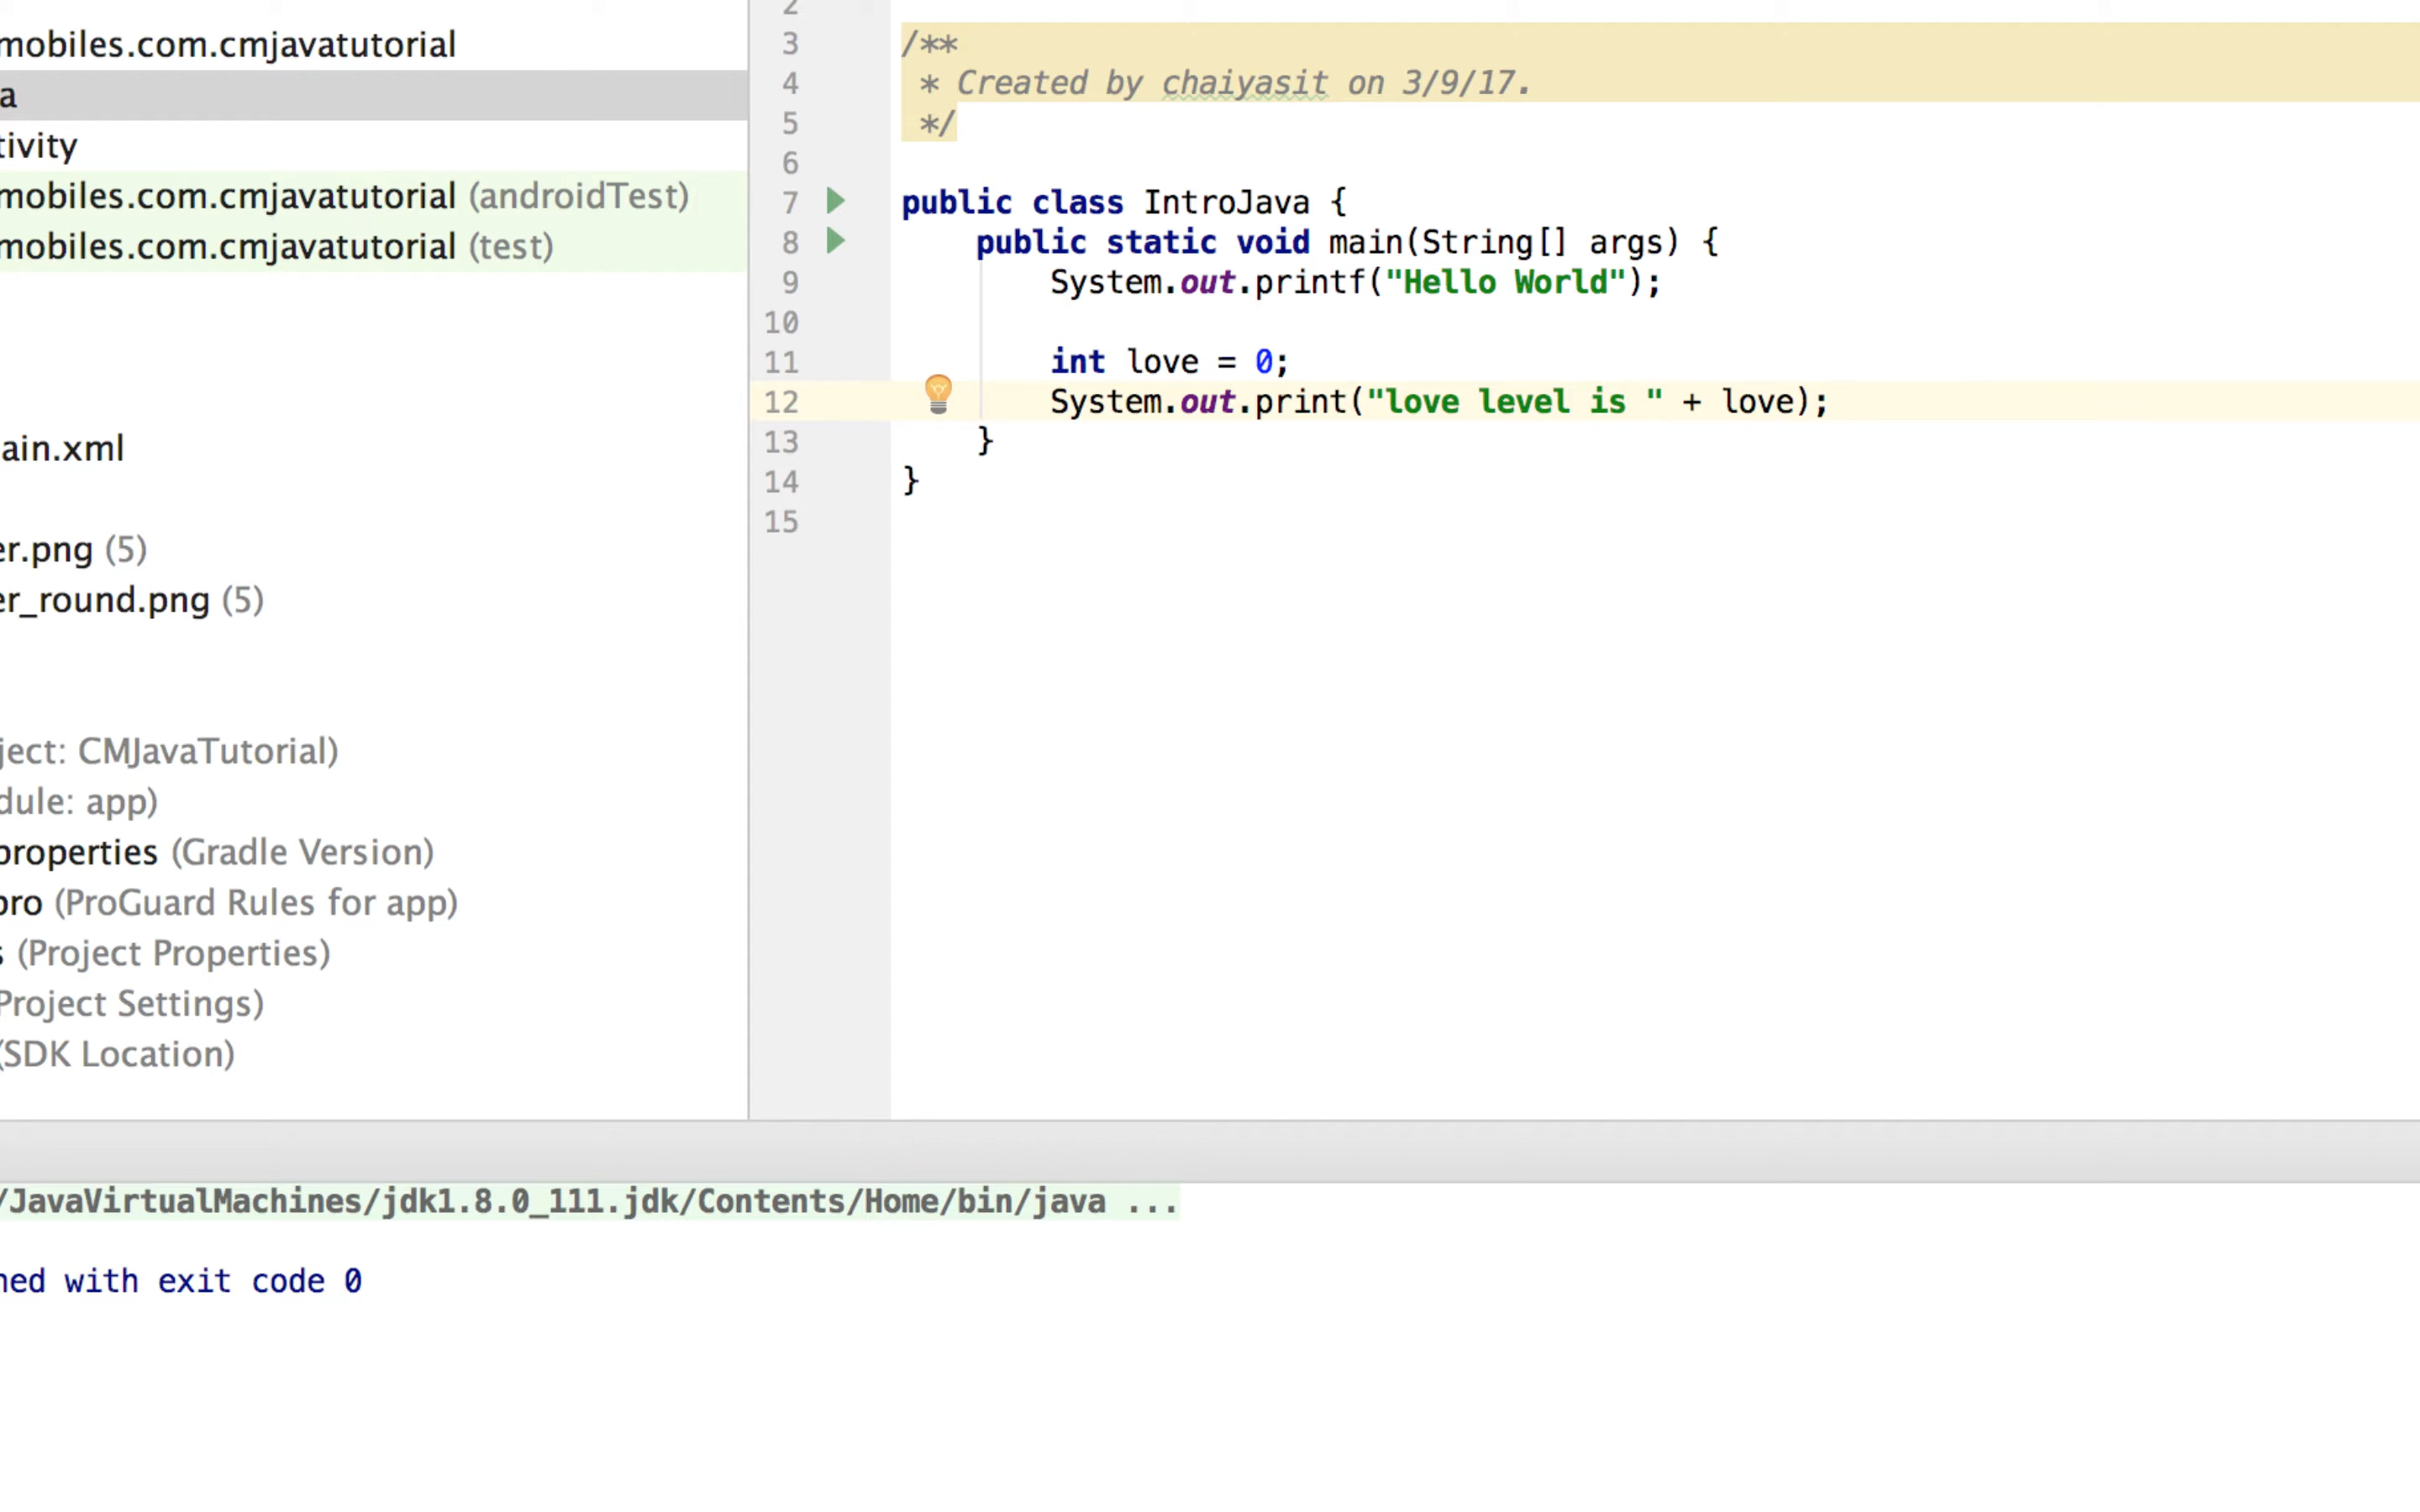 mobiles.com.cmjavatutorial
a
tivity
mobiles.com.cmjavatutorial (androidTest)
mobiles.com.cmjavatutorial (test)
ain.xml
er.png (5)
er_round.png (5)
ject: CMJavaTutorial)
dule: app)
properties (Gradle Version)
pro (ProGuard Rules for app)
s (Project Properties)
Project Settings)
(SDK Location)
2
3 /**
4 * Created by chaiyasit on 3/9/17.
5 */
6
7 public class IntroJava {
8 public static void main(String[] args) {
9 System.out.printf("Hello World");
10
11 int love = 0;
12 System.out.print("love level is " + love);
13 }
14 }
15
/JavaVirtualMachines/jdk1.8.0_111.jdk/Contents/Home/bin/java ...
ned with exit code 0